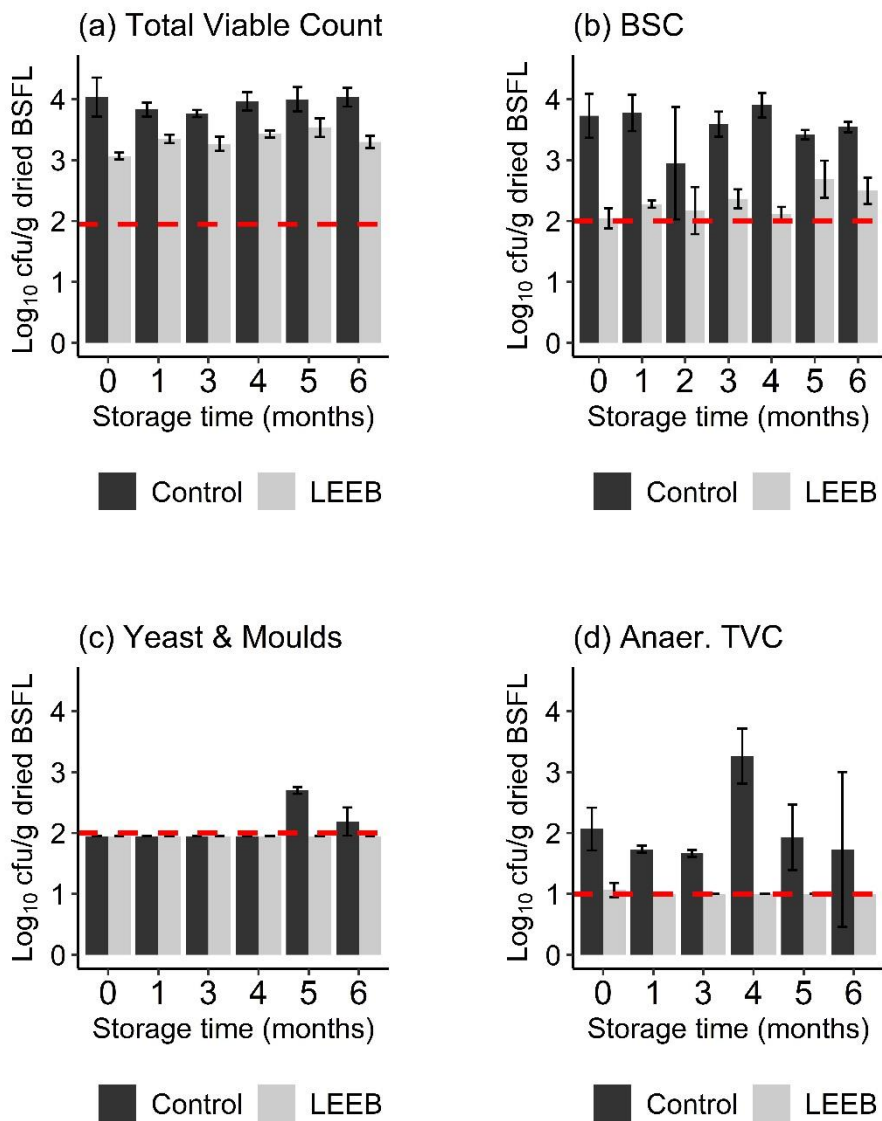 (a) Total Viable Count
Log₁₀ cfu/g dried BSFL
4
3
2
1
0
0 1 3 4 5 6
Storage time (months)
Control LEEB
(b) BSC
Log₁₀ cfu/g dried BSFL
4
3
2
1
0
0 1 2 3 4 5 6
Storage time (months)
Control LEEB
(c) Yeast & Moulds
Log₁₀ cfu/g dried BSFL
4
3
2
1
0
0 1 3 4 5 6
Storage time (months)
Control LEEB
(d) Anaer. TVC
Log₁₀ cfu/g dried BSFL
4
3
2
1
0
0 1 3 4 5 6
Storage time (months)
Control LEEB